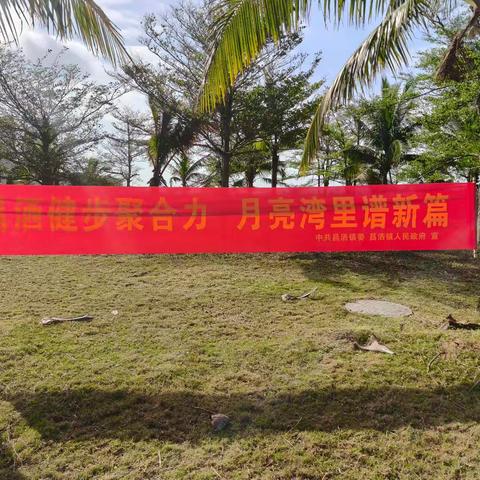 昌洒健步聚合力 月亮湾里谱新篇
中共昌洒镇委 昌洒镇人民政府 宣